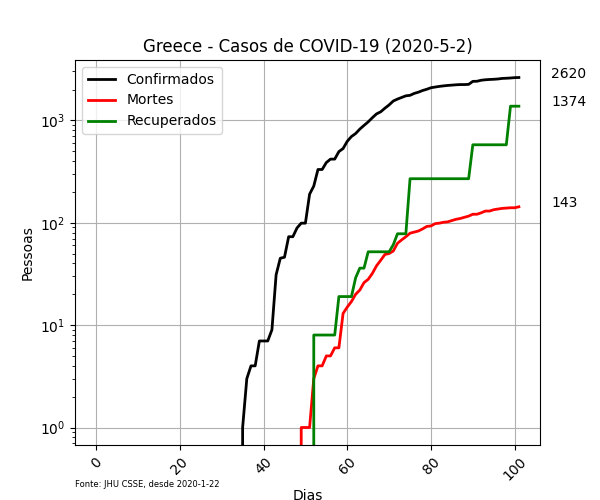 Greece - Casos de COVID-19 (2020-5-2)
Confirmados
Mortes
Recuperados
2620
1374
143
10³
10²
10¹
10⁰
Pessoas
0 20 40 60 80 100
Dias
Fonte: JHU CSSE, desde 2020-1-22